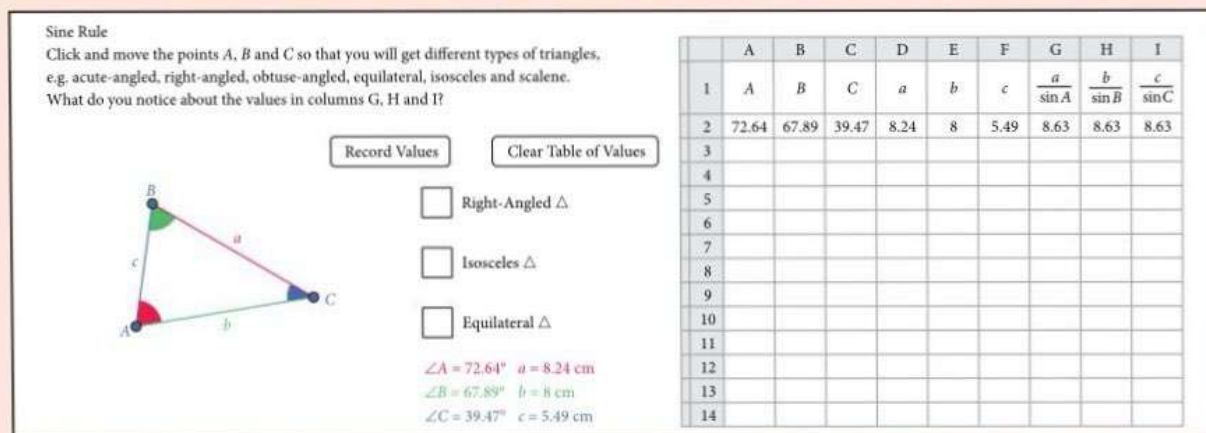 Sine Rule
Click and move the points A, B and C so that you will get different types of triangles,
e.g. acute-angled, right-angled, obtuse-angled, equilateral, isosceles and scalene.
What do you notice about the values in columns G, H and I?
Record Values Clear Table of Values
Right-Angled △
Isosceles △
Equilateral △
B
a
c
C
A
b
∠A = 72.64° a = 8.24 cm
∠B = 67.89° b = 8 cm
∠C = 39.47° c = 5.49 cm
A B C D E F G H I
1 A B C a b c a/sin A b/sin B c/sin C
2 72.64 67.89 39.47 8.24 8 5.49 8.63 8.63 8.63
3
4
5
6
7
8
9
10
11
12
13
14